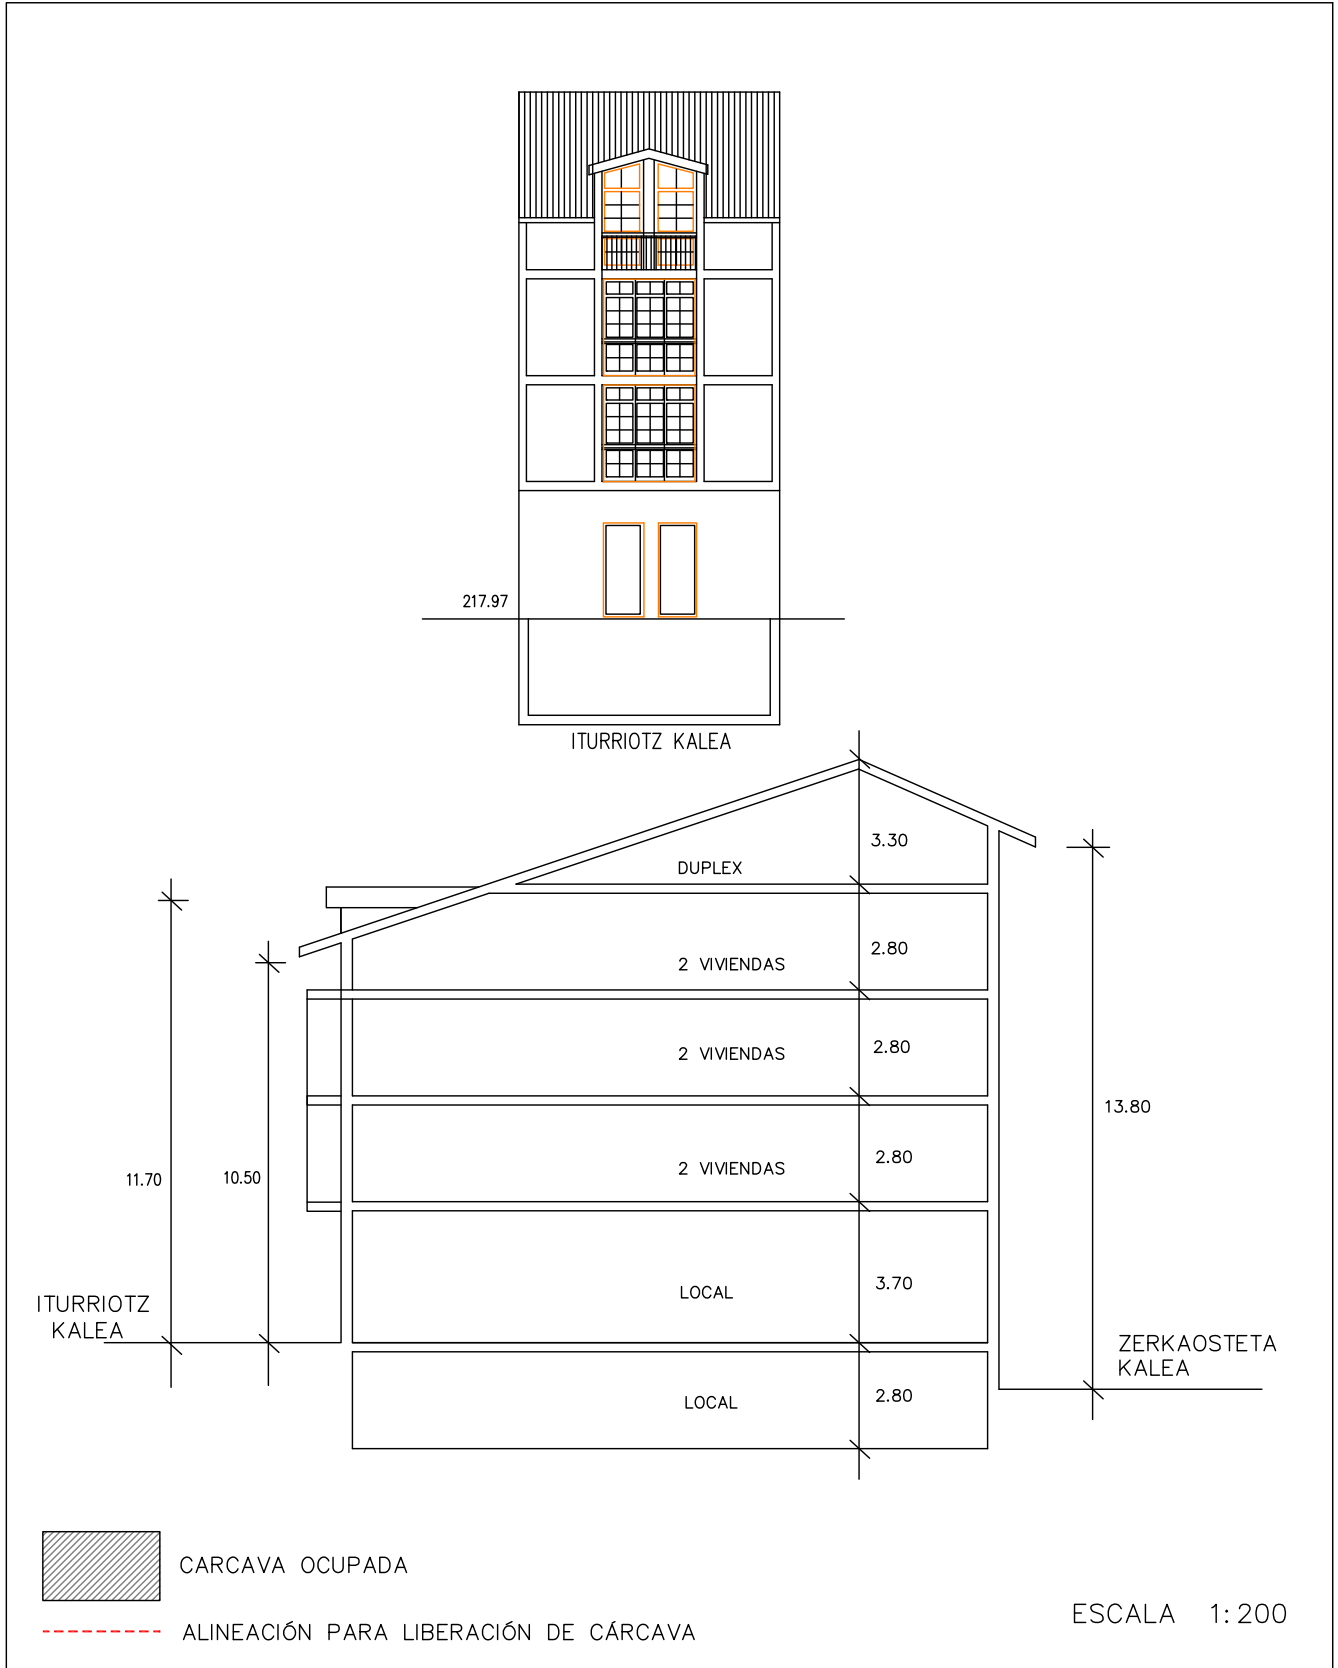 217.97
ITURRIOTZ KALEA
3.30
DUPLEX
2.80
2 VIVIENDAS
2.80
2 VIVIENDAS
13.80
2.80
2 VIVIENDAS
11.70
10.50
3.70
LOCAL
ITURRIOTZ
KALEA
ZERKAOSTETA
KALEA
2.80
LOCAL
CARCAVA OCUPADA
ESCALA 1:200
ALINEACIÓN PARA LIBERACIÓN DE CÁRCAVA